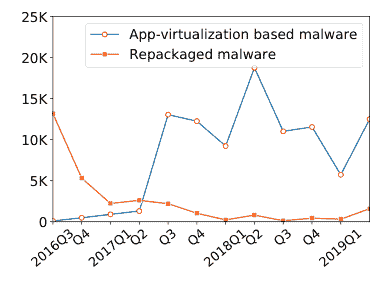 25K
20K
15K
10K
5K
0
App-virtualization based malware
Repackaged malware
2016Q3
Q4
2017Q1
Q2
Q3
Q4
2018Q1
Q2
Q3
Q4
2019Q1